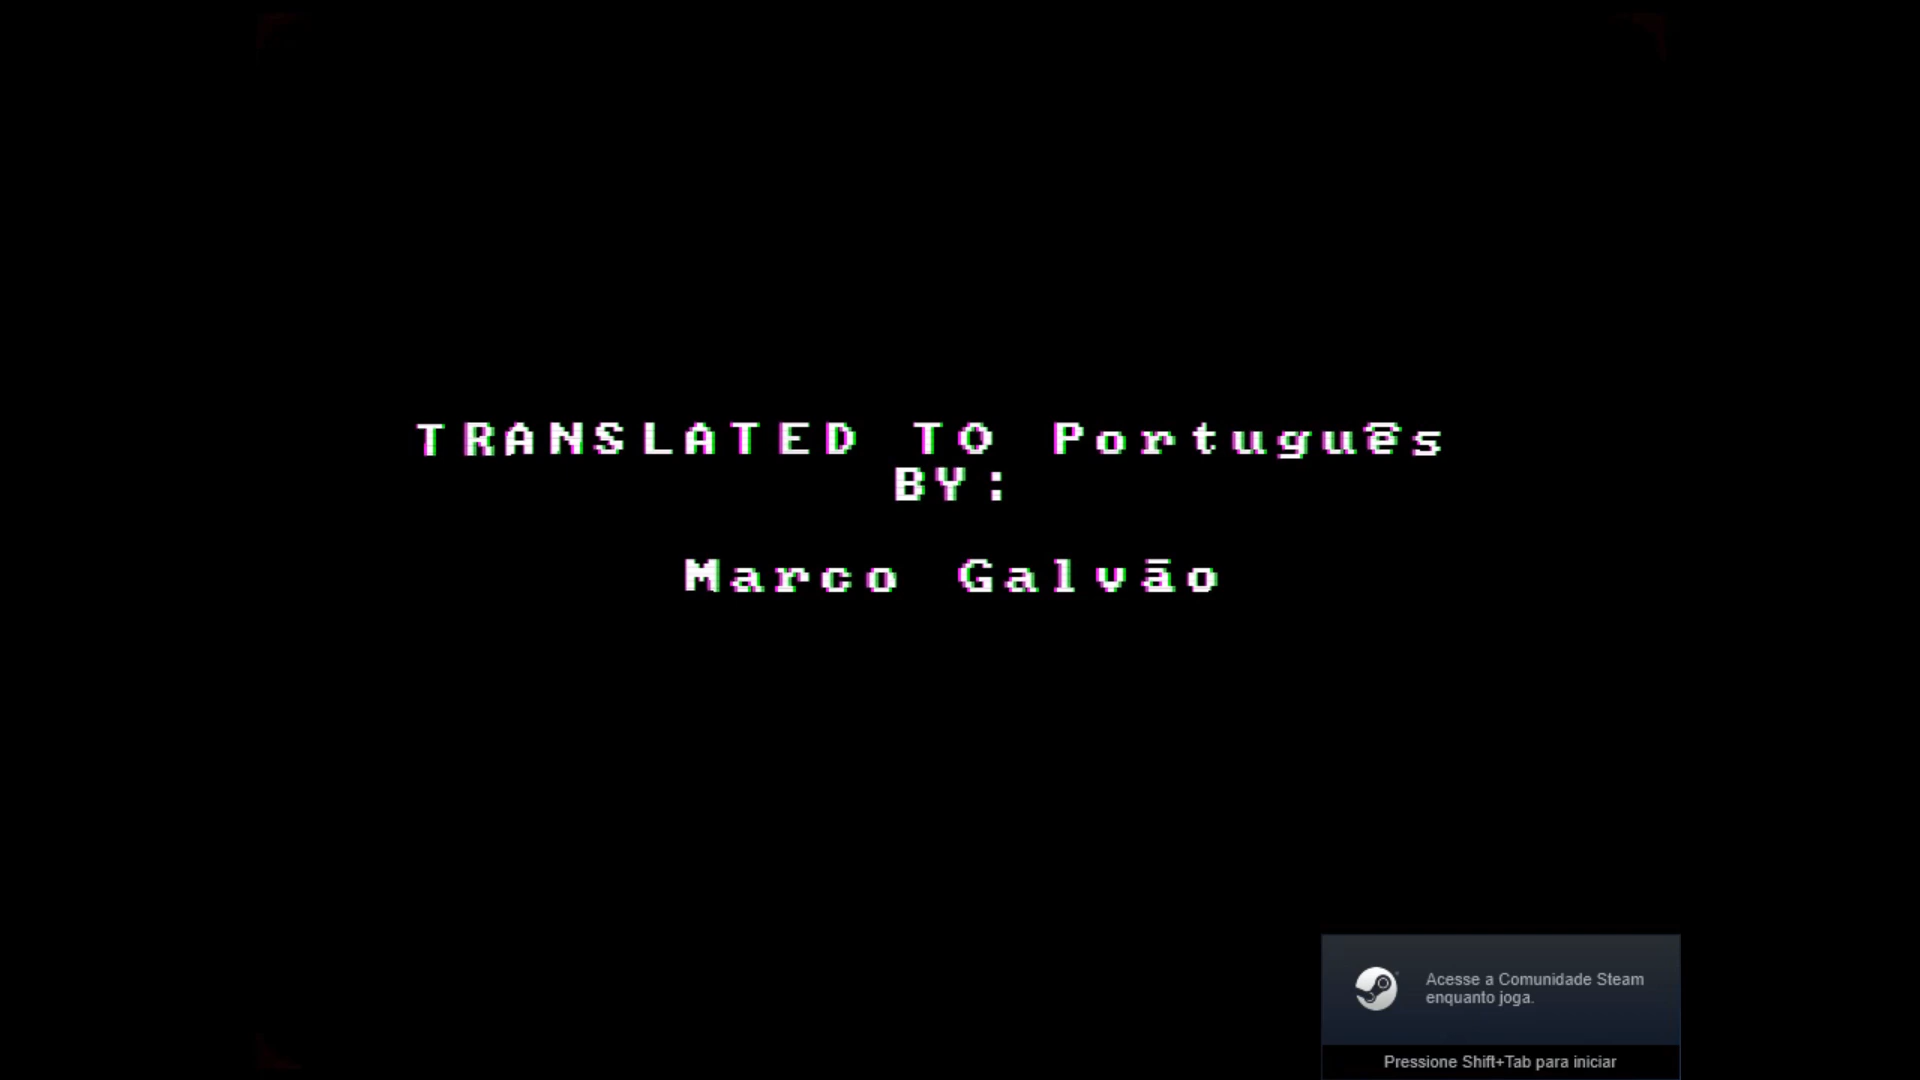 TRANSLATED TO Português
BY:
Marco Galvão
Acesse a Comunidade Steam
enquanto joga.
Pressione Shift+Tab para iniciar